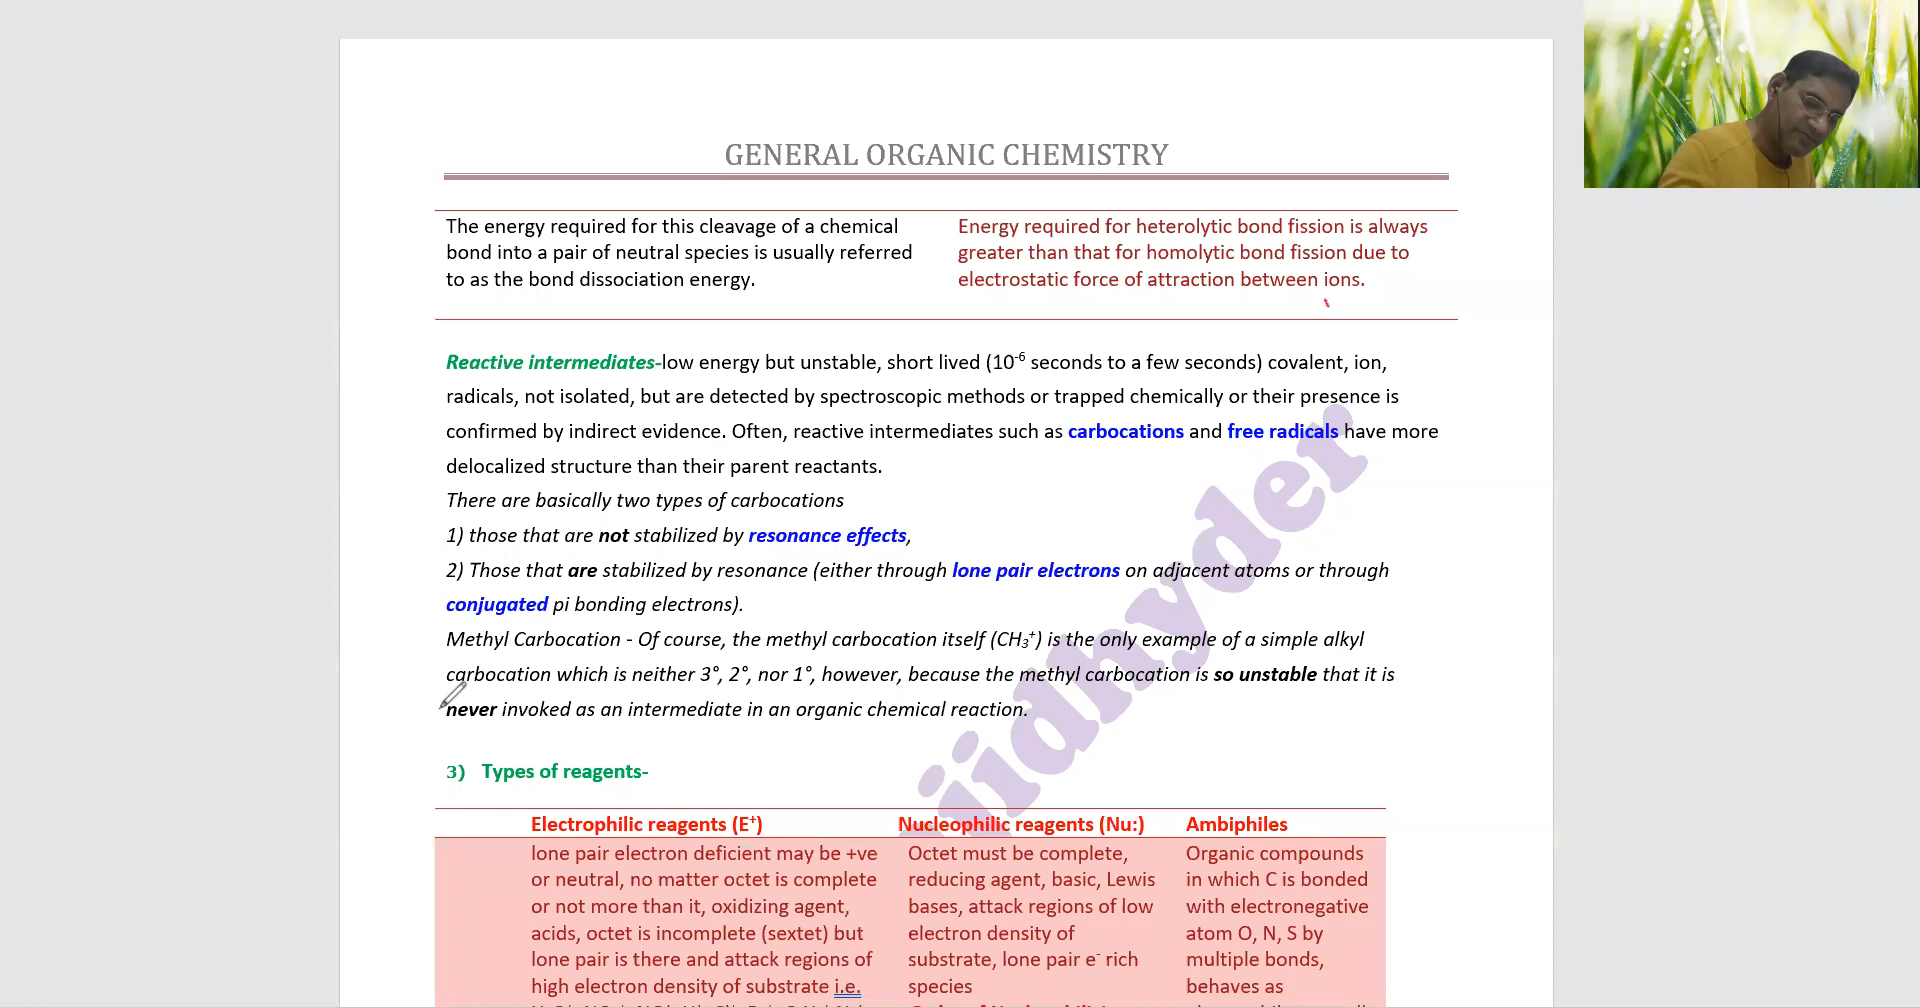 GENERAL ORGANIC CHEMISTRY
The energy required for this cleavage of a chemical
bond into a pair of neutral species is usually referred
to as the bond dissociation energy.
Energy required for heterolytic bond fission is always
greater than that for homolytic bond fission due to
electrostatic force of attraction between ions.
Reactive intermediates-low energy but unstable, short lived (10⁻⁶ seconds to a few seconds) covalent, ion,
radicals, not isolated, but are detected by spectroscopic methods or trapped chemically or their presence is
confirmed by indirect evidence. Often, reactive intermediates such as carbocations and free radicals have more
delocalized structure than their parent reactants.
There are basically two types of carbocations
1) those that are not stabilized by resonance effects,
2) Those that are stabilized by resonance (either through lone pair electrons on adjacent atoms or through
conjugated pi bonding electrons).
Methyl Carbocation - Of course, the methyl carbocation itself (CH₃⁺) is the only example of a simple alkyl
carbocation which is neither 3°, 2°, nor 1°, however, because the methyl carbocation is so unstable that it is
never invoked as an intermediate in an organic chemical reaction.
3) Types of reagents-
Electrophilic reagents (E⁺)
Nucleophilic reagents (Nu:)
Ambiphiles
lone pair electron deficient may be +ve
or neutral, no matter octet is complete
or not more than it, oxidizing agent,
acids, octet is incomplete (sextet) but
lone pair is there and attack regions of
high electron density of substrate i.e.
Octet must be complete,
reducing agent, basic, Lewis
bases, attack regions of low
electron density of
substrate, lone pair e⁻ rich
species
Organic compounds
in which C is bonded
with electronegative
atom O, N, S by
multiple bonds,
behaves as